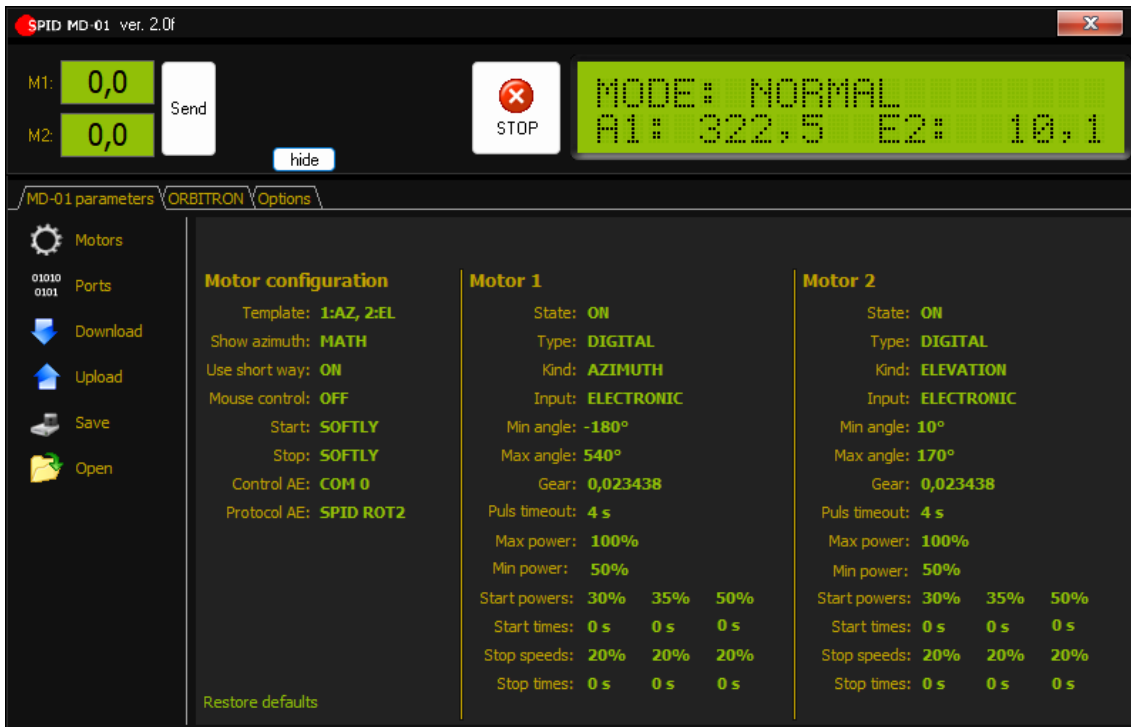 SPID MD-01 ver. 2.0f
M1: 0,0
M2: 0,0
Send
hide
STOP
MODE: NORMAL
A1: 322,5 E2: 10,1
MD-01 parameters ORBITRON Options
Motors
01010
0101
Ports
Download
Upload
Save
Open
Motor configuration
Template: 1:AZ, 2:EL
Show azimuth: MATH
Use short way: ON
Mouse control: OFF
Start: SOFTLY
Stop: SOFTLY
Control AE: COM 0
Protocol AE: SPID ROT2
Restore defaults
Motor 1
State: ON
Type: DIGITAL
Kind: AZIMUTH
Input: ELECTRONIC
Min angle: -180°
Max angle: 540°
Gear: 0,023438
Puls timeout: 4 s
Max power: 100%
Min power: 50%
Start powers: 30% 35% 50%
Start times: 0 s 0 s 0 s
Stop speeds: 20% 20% 20%
Stop times: 0 s 0 s 0 s
Motor 2
State: ON
Type: DIGITAL
Kind: ELEVATION
Input: ELECTRONIC
Min angle: 10°
Max angle: 170°
Gear: 0,023438
Puls timeout: 4 s
Max power: 100%
Min power: 50%
Start powers: 30% 35% 50%
Start times: 0 s 0 s 0 s
Stop speeds: 20% 20% 20%
Stop times: 0 s 0 s 0 s